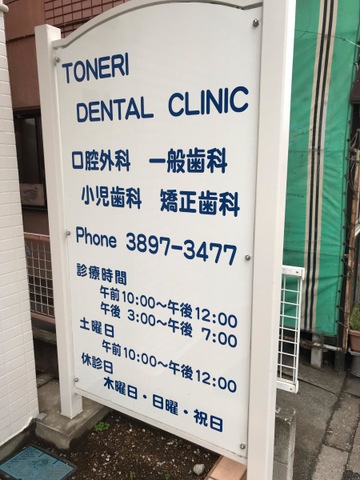 TONERI
DENTAL CLINIC
口腔外科 一般歯科
小児歯科 矯正歯科
Phone 3897-3477
診療時間
午前10:00〜午後12:00
午後 3:00〜午後 7:00
土曜日
午前10:00〜午後12:00
休診日
木曜日・日曜・祝日